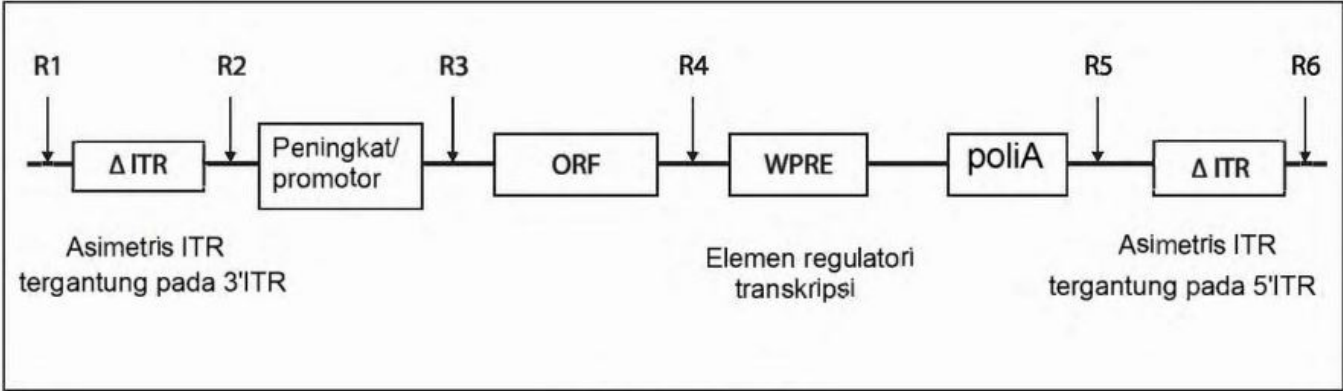 R1 R2 R3 R4 R5 R6
Δ ITR
Peningkat/
promotor
ORF
WPRE
poliA
Δ ITR
Asimetris ITR
tergantung pada 3'ITR
Elemen regulatori
transkripsi
Asimetris ITR
tergantung pada 5'ITR